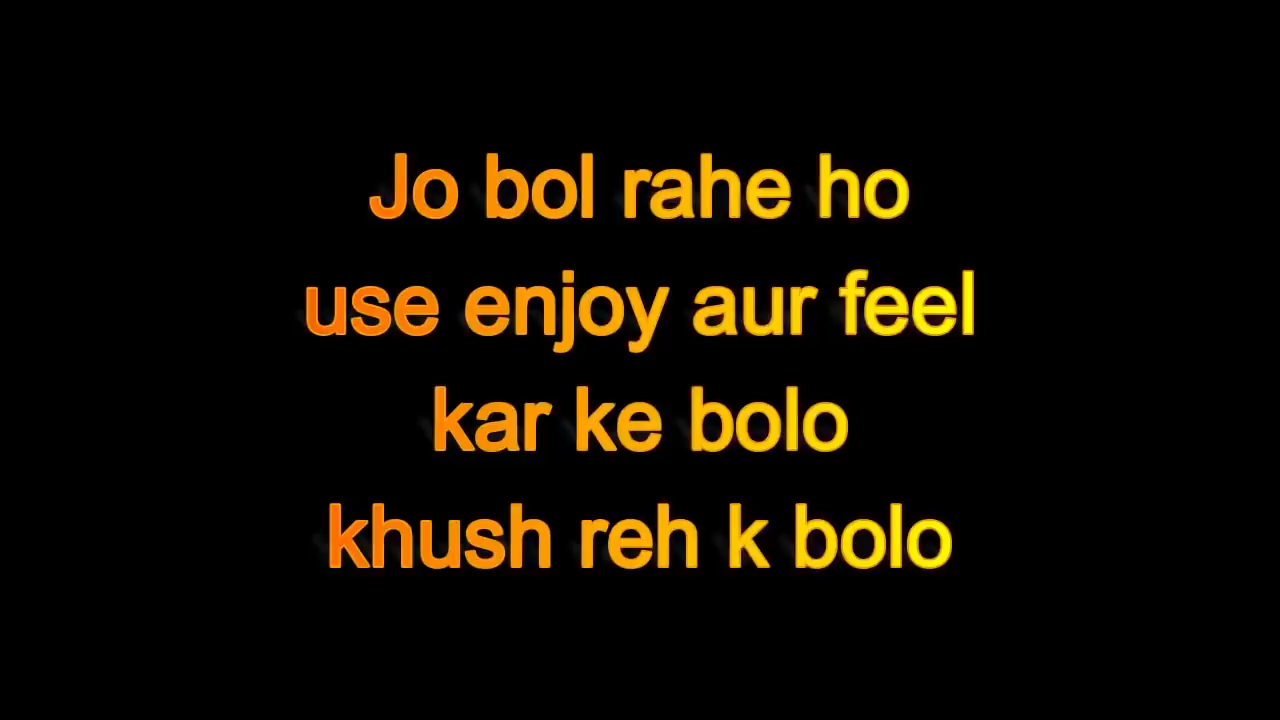 Jo bol rahe ho
use enjoy aur feel
kar ke bolo
khush reh k bolo